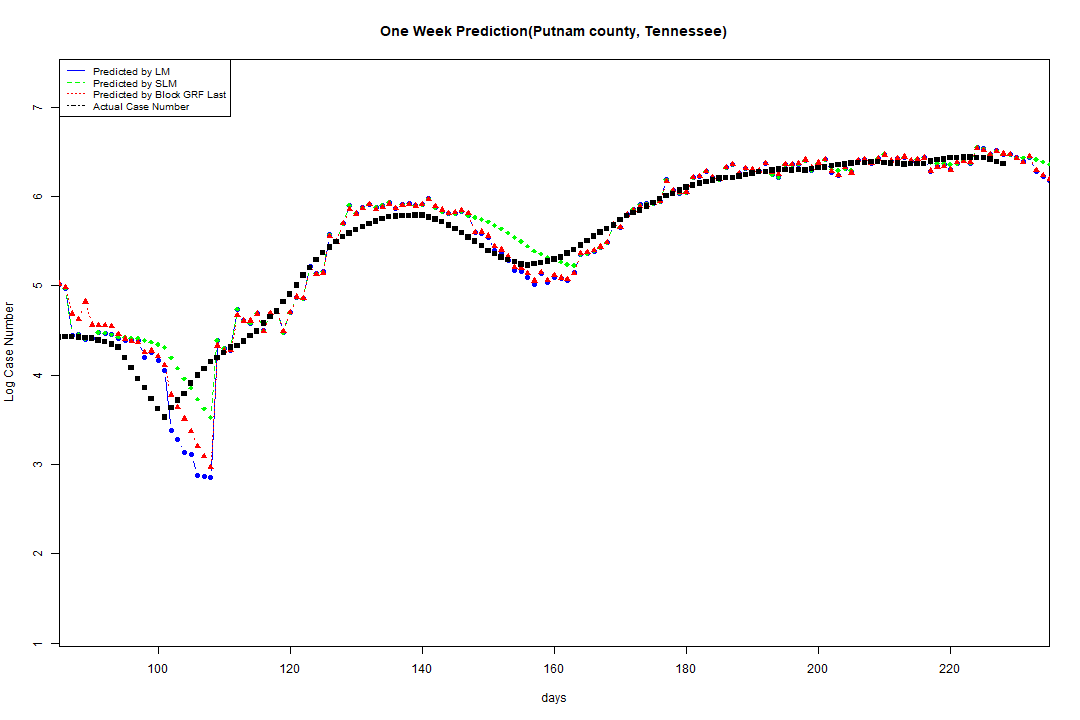 One Week Prediction(Putnam county, Tennessee)
Predicted by LM
Predicted by SLM
Predicted by Block GRF Last
Actual Case Number
7
6
5
4
3
2
1
Log Case Number
100 120 140 160 180 200 220
days